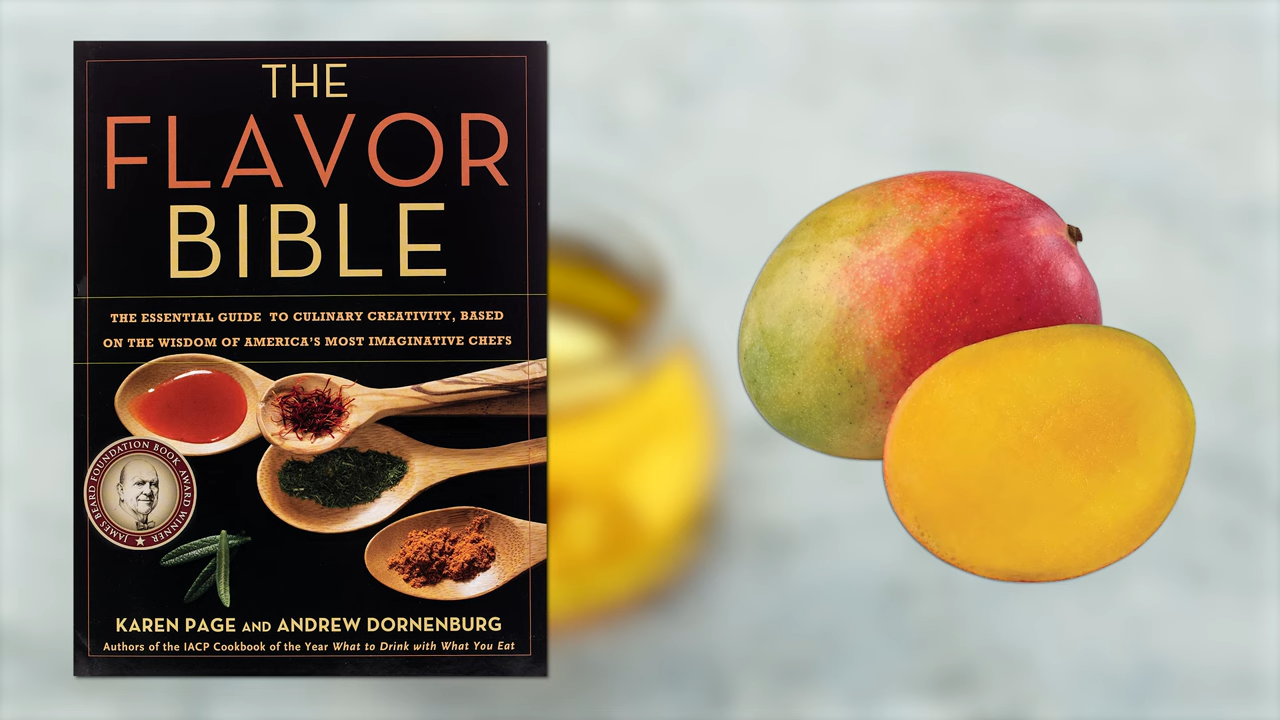 THE
FLAVOR
BIBLE
THE ESSENTIAL GUIDE TO CULINARY CREATIVITY, BASED
ON THE WISDOM OF AMERICA'S MOST IMAGINATIVE CHEFS
JAMES BEARD FOUNDATION BOOK AWARD WINNER
KAREN PAGE AND ANDREW DORNENBURG
Authors of the IACP Cookbook of the Year What to Drink with What You Eat